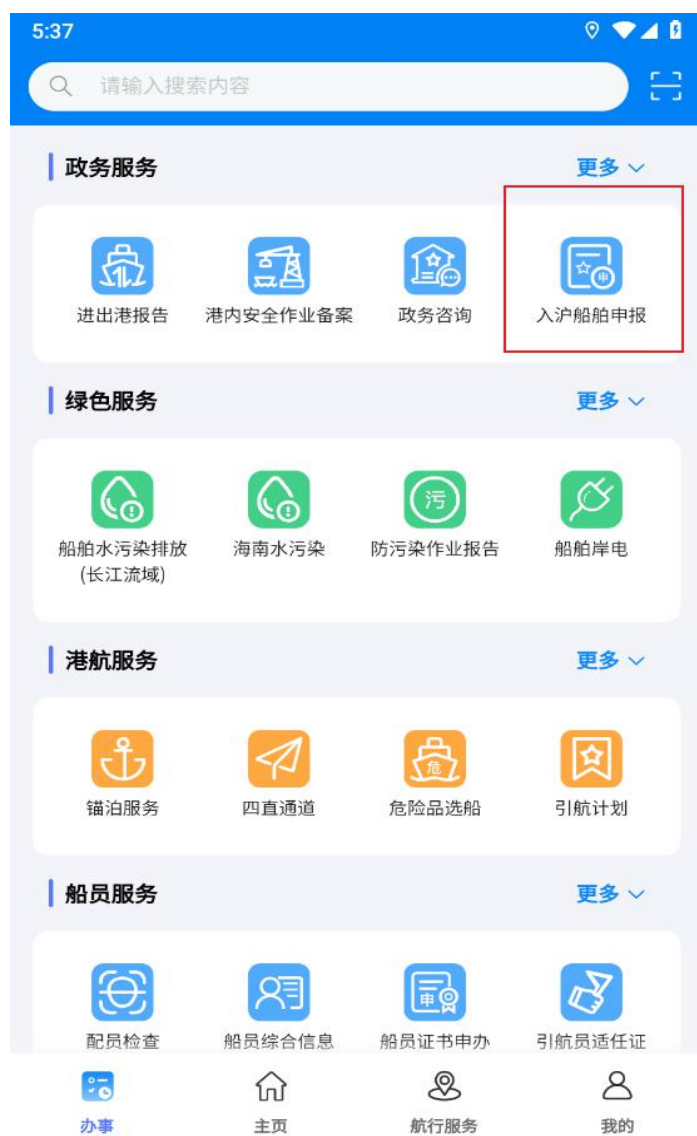 5:37
请输入搜索内容
政务服务 更多
申
进出港报告 港内安全作业备案 政务咨询 入沪船舶申报
绿色服务 更多
污
船舶水污染排放 海南水污染 防污染作业报告 船舶岸电
(长江流域)
港航服务 更多
危
锚泊服务 四直通道 危险品选船 引航计划
船员服务 更多
申
配员检查 船员综合信息 船员证书申办 引航员适任证
办事 主页 航行服务 我的